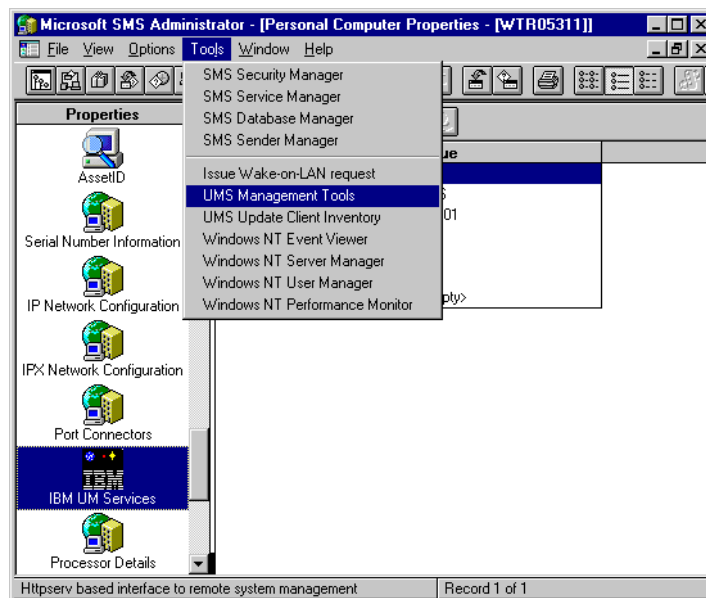 Microsoft SMS Administrator - [Personal Computer Properties - [WTR05311]]
File View Options Tools Window Help
SMS Security Manager
SMS Service Manager
SMS Database Manager
SMS Sender Manager
Issue Wake-on-LAN request
UMS Management Tools
UMS Update Client Inventory
Windows NT Event Viewer
Windows NT Server Manager
Windows NT User Manager
Windows NT Performance Monitor
Properties
AssetID
Serial Number Information
IP Network Configuration
IPX Network Configuration
Port Connectors
IBM
IBM UM Services
Processor Details
ue
01
pty>
Httpserv based interface to remote system management
Record 1 of 1